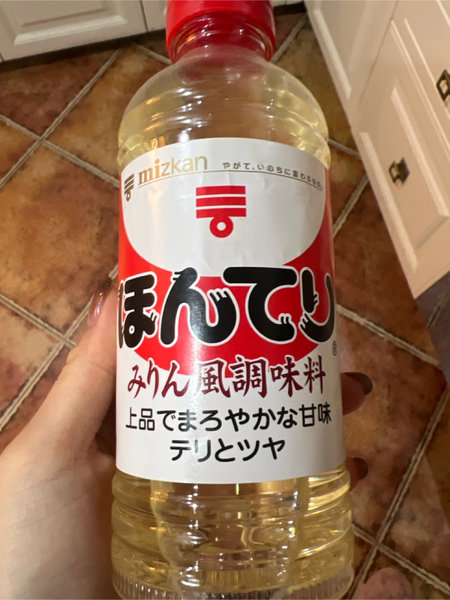 mizkan やがて、いのちに変わるもの。
ほんてり®
みりん風調味料
上品でまろやかな甘味
テリとツヤ